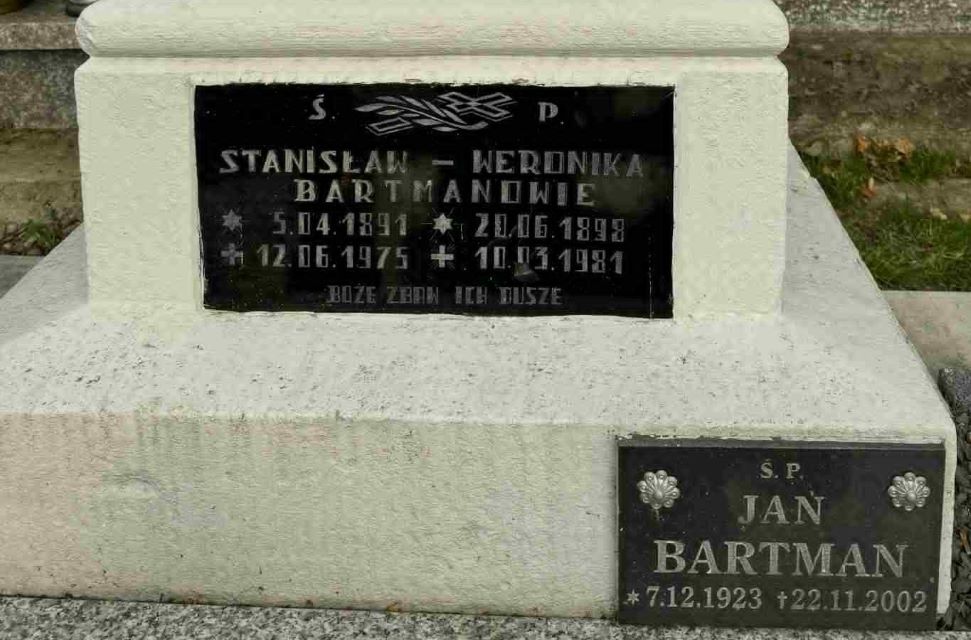 Ś P.
STANISŁAW – WERONIKA
BARTMANOWIE
* 5.04.1891 * 20.06.1898
+ 12.06.1975 + 10.03.1981
BOŻE ZBAW ICH DUSZE
Ś.P.
JAN
BARTMAN
*7.12.1923 †22.11.2002